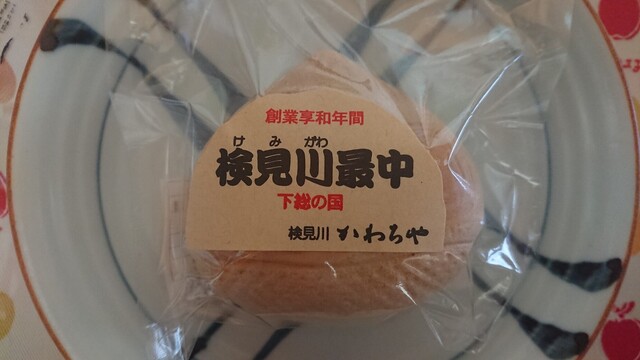 創業享和年間
けみがわ
検見川最中
下総の国
検見川 かわちや